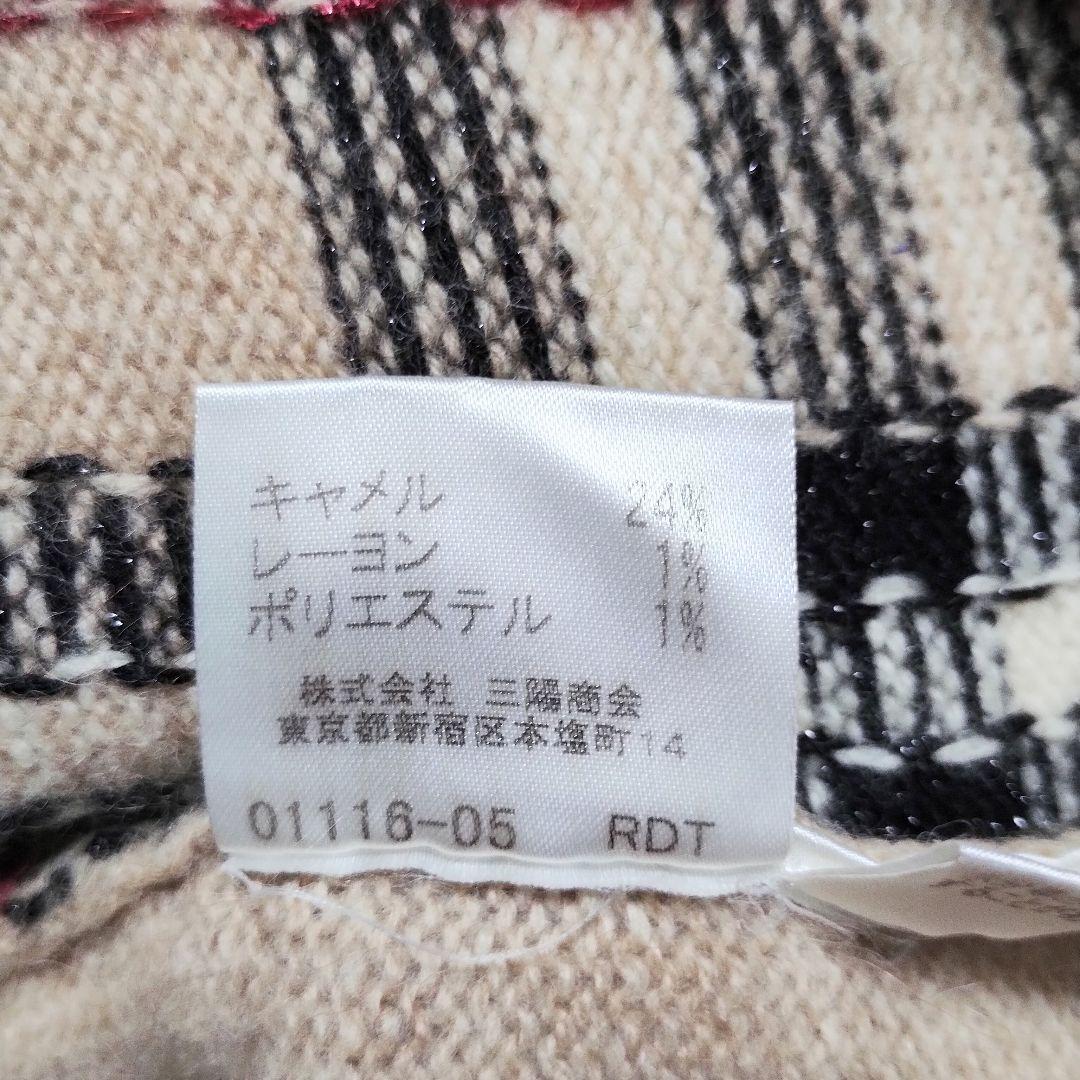 キャメル 24%
レーヨン 1%
ポリエステル 1%
株式会社 三陽商会
東京都新宿区本塩町14
01116-05 RDT